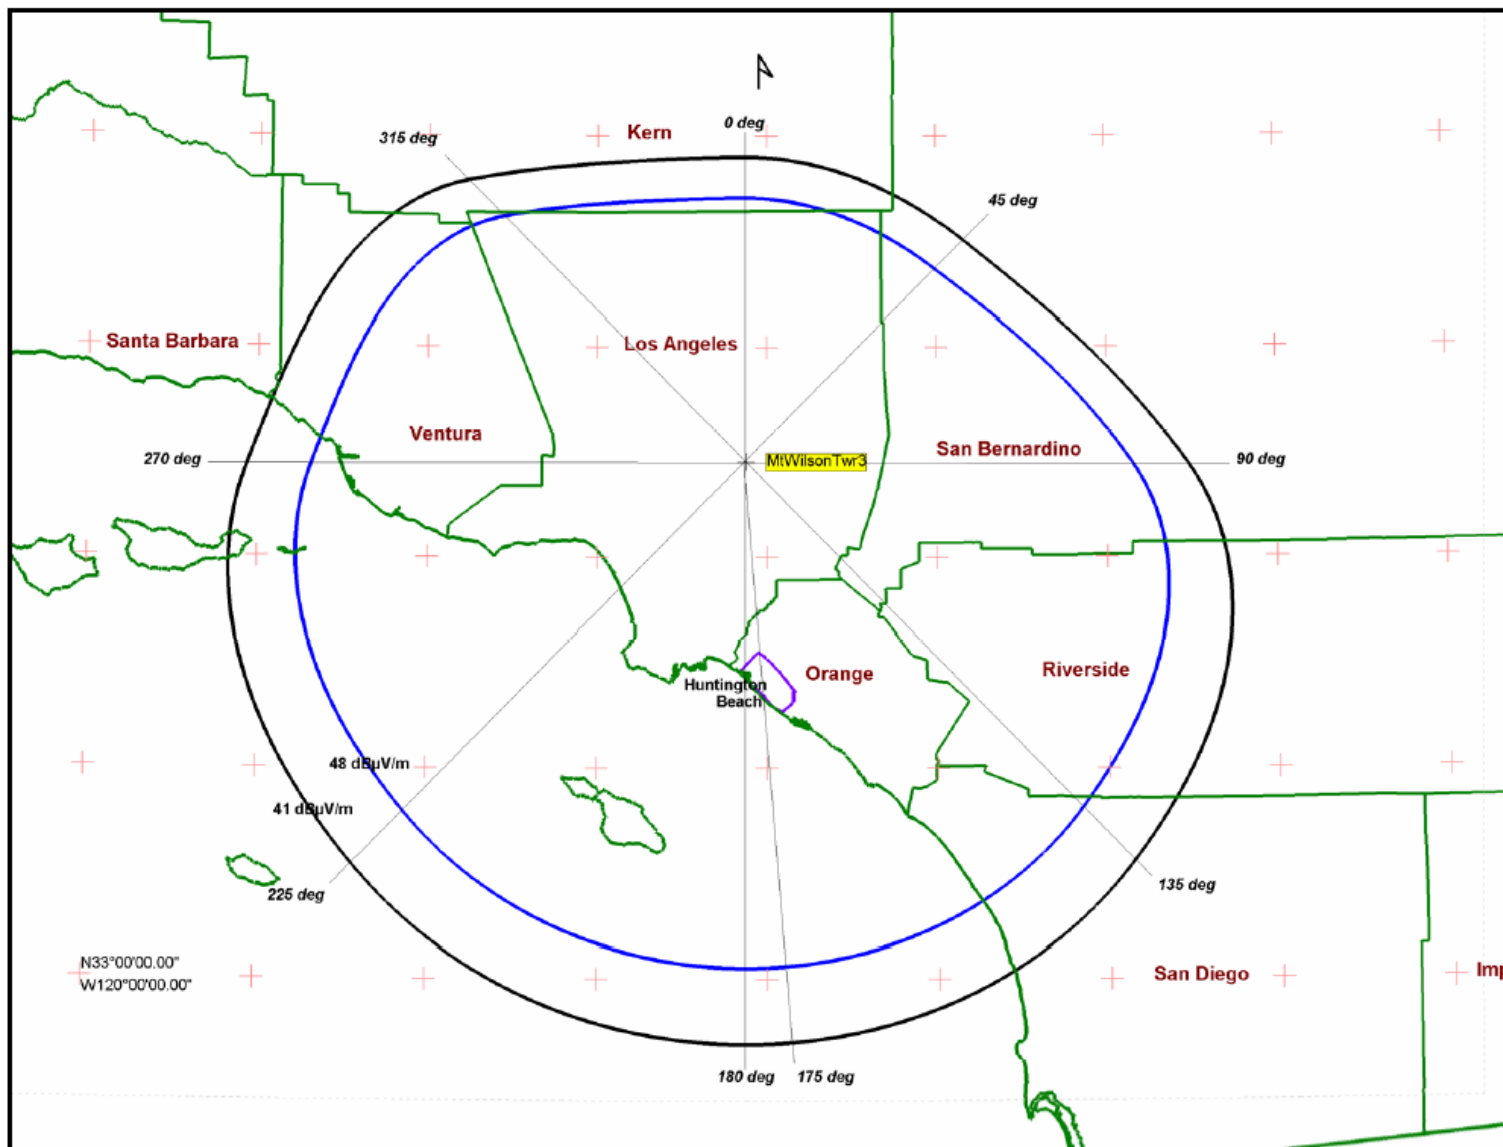 0 deg
Kern
315 deg
45 deg
Santa Barbara
Los Angeles
Ventura
San Bernardino
270 deg
MtWilsonTwr3
90 deg
Orange
Riverside
Huntington
Beach
48 dBµV/m
41 dBµV/m
225 deg
135 deg
N33°00'00.00"
W120°00'00.00"
San Diego
Imp
180 deg
175 deg